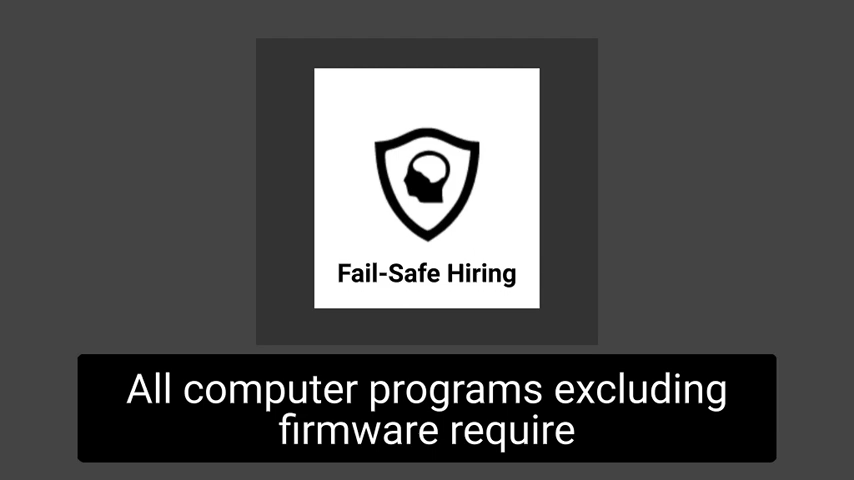 Fail-Safe Hiring
All computer programs excluding
firmware require